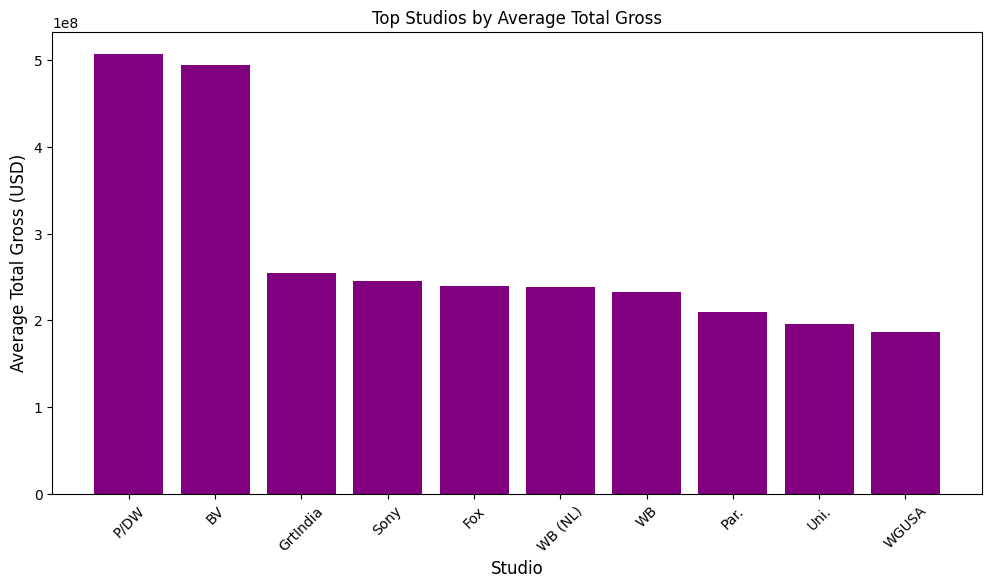 Top Studios by Average Total Gross
1e8
Average Total Gross (USD)
5
4
3
2
1
0
P/DW
BV
GrtIndia
Sony
Fox
WB (NL)
WB
Par.
Uni.
WGUSA
Studio